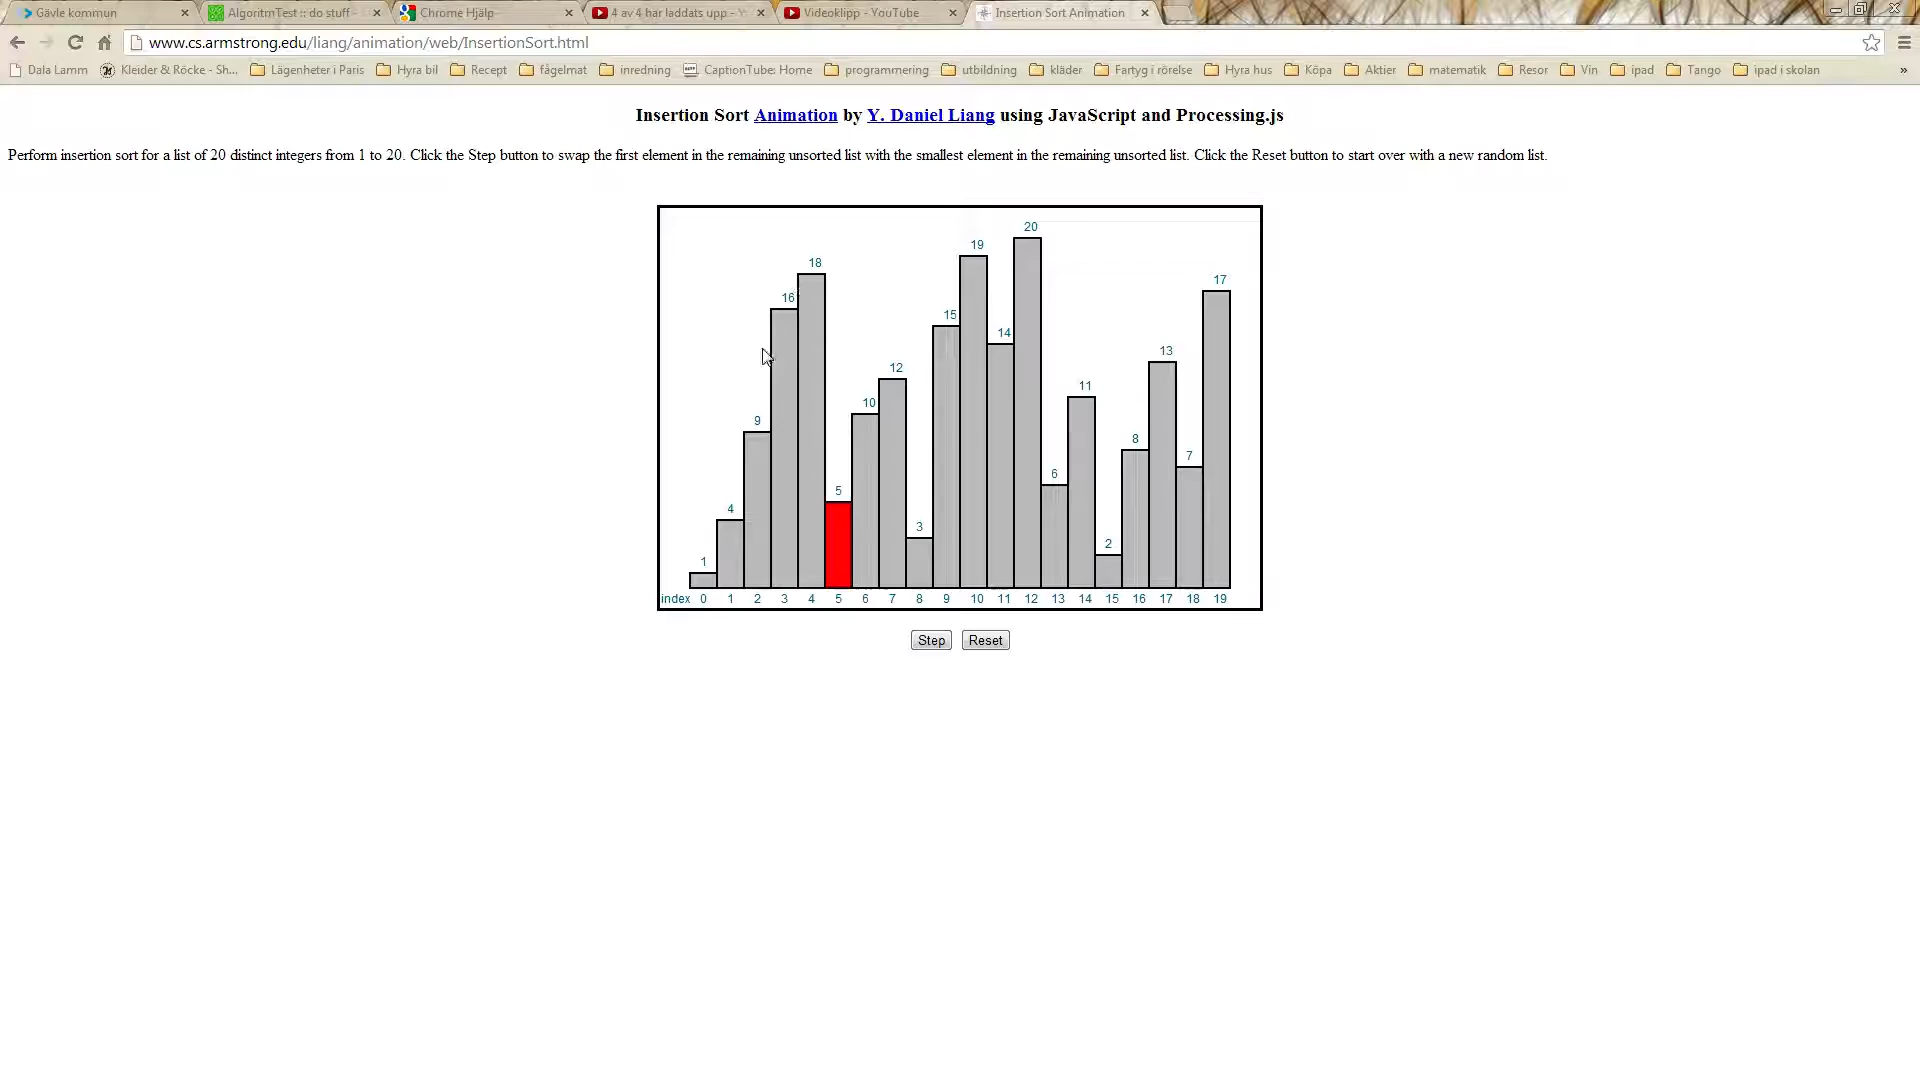 Gävle kommun
AlgoritmTest :: do stuff -
Chrome Hjälp
4 av 4 har laddats upp - Y
Videoklipp - YouTube
Insertion Sort Animation
www.cs.armstrong.edu/liang/animation/web/InsertionSort.html
Dala Lamm
Kleider & Röcke - Sh...
Lägenheter i Paris
Hyra bil
Recept
fågelmat
inredning
CaptionTube: Home
programmering
utbildning
kläder
Fartyg i rörelse
Hyra hus
Köpa
Aktier
matematik
Resor
Vin
ipad
Tango
ipad i skolan
»
Insertion Sort Animation by Y. Daniel Liang using JavaScript and Processing.js
Perform insertion sort for a list of 20 distinct integers from 1 to 20. Click the Step button to swap the first element in the remaining unsorted list with the smallest element in the remaining unsorted list. Click the Reset button to start over with a new random list.
1 4 9 16 18 5 10 12 3 15 19 14 20 6 11 2 8 13 7 17
index 0 1 2 3 4 5 6 7 8 9 10 11 12 13 14 15 16 17 18 19
Step Reset